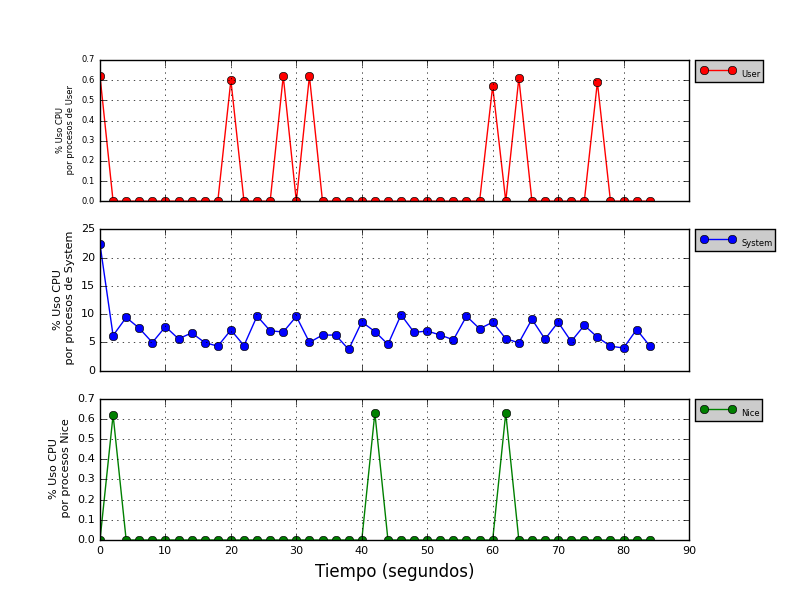 0.7
0.6
0.5
0.4
0.3
0.2
0.1
0.0
% Uso CPU
por procesos de User
User
25
20
15
10
5
0
% Uso CPU
por procesos de System
System
0.7
0.6
0.5
0.4
0.3
0.2
0.1
0.0
% Uso CPU
por procesos Nice
Nice
0 10 20 30 40 50 60 70 80 90
Tiempo (segundos)